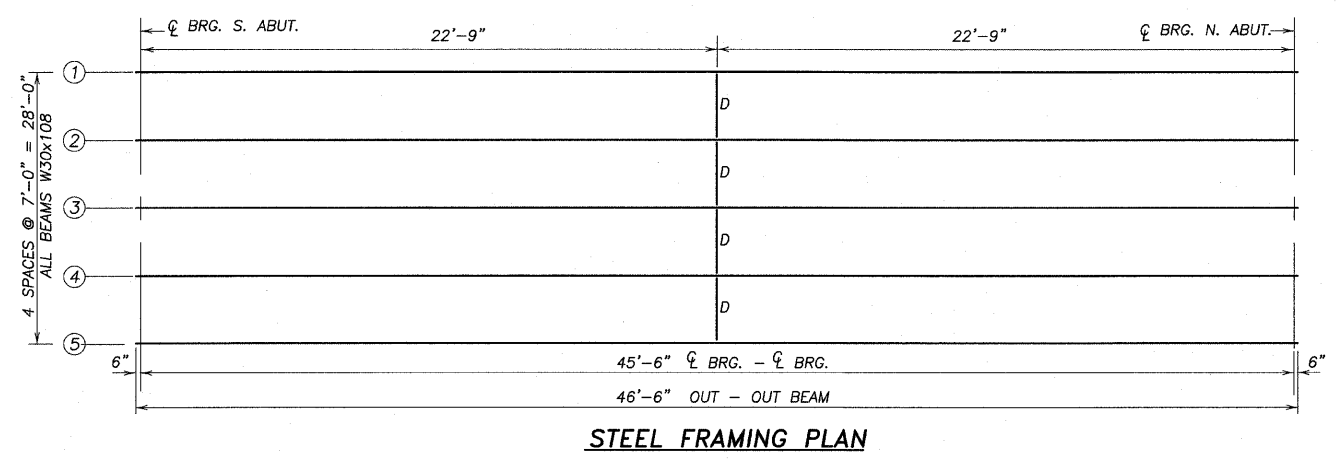 ℄ BRG. S. ABUT.
22'-9"
22'-9"
℄ BRG. N. ABUT.
4 SPACES @ 7'-0" = 28'-0"
ALL BEAMS W30x108
1
D
2
D
3
D
4
D
5
6"
45'-6" ℄ BRG. - ℄ BRG.
6"
46'-6" OUT - OUT BEAM
STEEL FRAMING PLAN